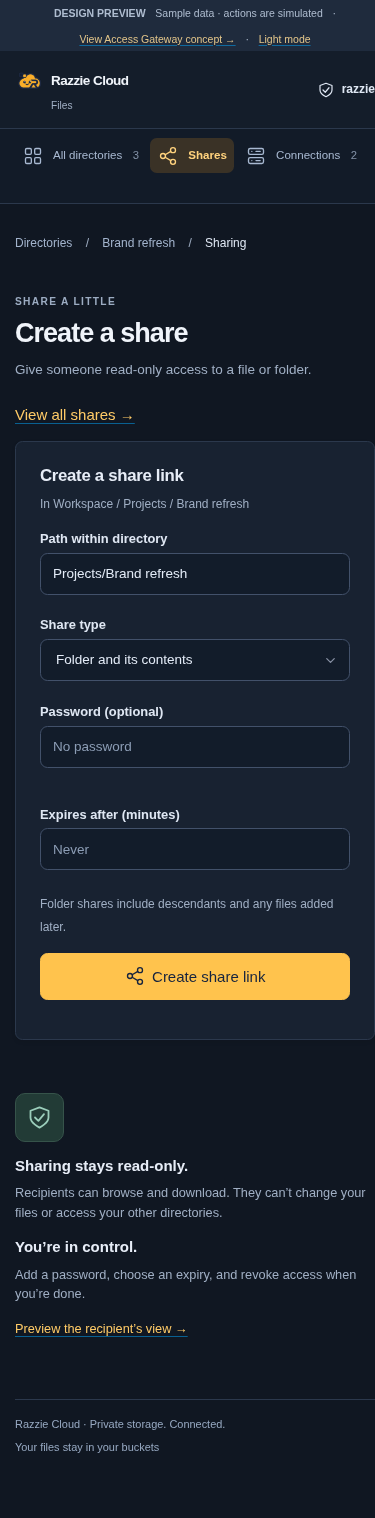 DESIGN PREVIEW Sample data · actions are simulated ·
View Access Gateway concept → · Light mode
Razzie Cloud
Files
razzie
All directories 3 Shares Connections 2
Directories / Brand refresh / Sharing
SHARE A LITTLE
Create a share
Give someone read-only access to a file or folder.
View all shares →
Create a share link
In Workspace / Projects / Brand refresh
Path within directory
Projects/Brand refresh
Share type
Folder and its contents
Password (optional)
No password
Expires after (minutes)
Never
Folder shares include descendants and any files added
later.
Create share link
Sharing stays read-only.
Recipients can browse and download. They can’t change your
files or access your other directories.
You’re in control.
Add a password, choose an expiry, and revoke access when
you’re done.
Preview the recipient’s view →
Razzie Cloud · Private storage. Connected.
Your files stay in your buckets